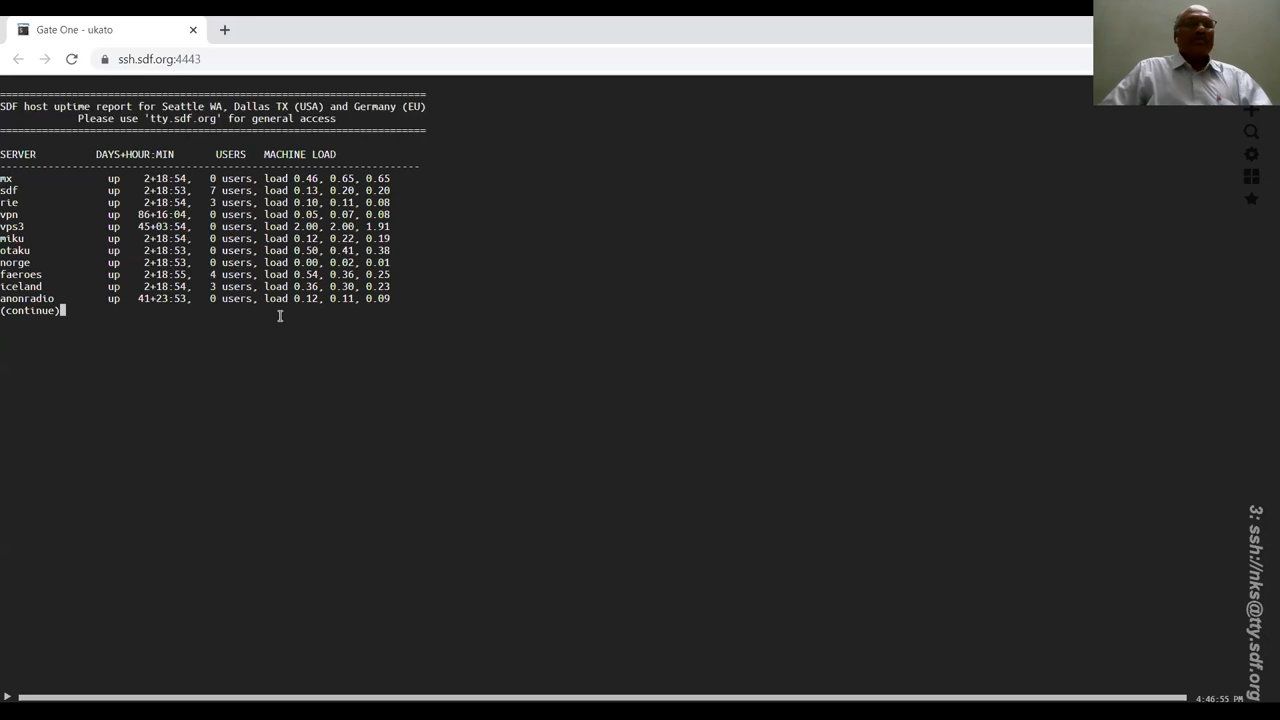 Gate One - ukato
ssh.sdf.org:4443
=======================================================================
SDF host uptime report for Seattle WA, Dallas TX (USA) and Germany (EU)
Please use 'tty.sdf.org' for general access
=======================================================================
SERVER DAYS+HOUR:MIN USERS MACHINE LOAD
----------------------------------------------------------------------
mx up 2+18:54, 0 users, load 0.46, 0.65, 0.65
sdf up 2+18:53, 7 users, load 0.13, 0.20, 0.20
rie up 2+18:54, 3 users, load 0.10, 0.11, 0.08
vpn up 86+16:04, 0 users, load 0.05, 0.07, 0.08
vps3 up 45+03:54, 0 users, load 2.00, 2.00, 1.91
miku up 2+18:54, 0 users, load 0.12, 0.22, 0.19
otaku up 2+18:53, 0 users, load 0.50, 0.41, 0.38
norge up 2+18:53, 0 users, load 0.00, 0.02, 0.01
faeroes up 2+18:55, 4 users, load 0.54, 0.36, 0.25
iceland up 2+18:54, 3 users, load 0.36, 0.30, 0.23
anonradio up 41+23:53, 0 users, load 0.12, 0.11, 0.09
(continue)
3: ssh://nks@tty.sdf.org
4:46:55 PM